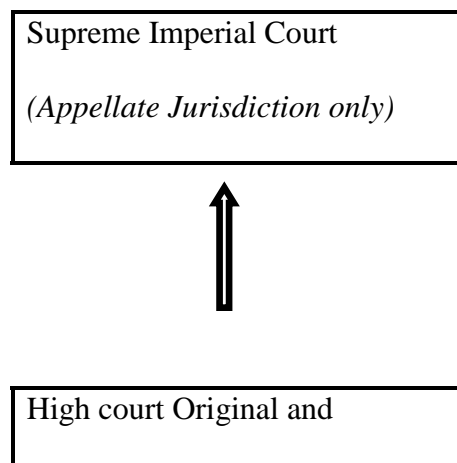 Supreme Imperial Court
(Appellate Jurisdiction only)
High court Original and